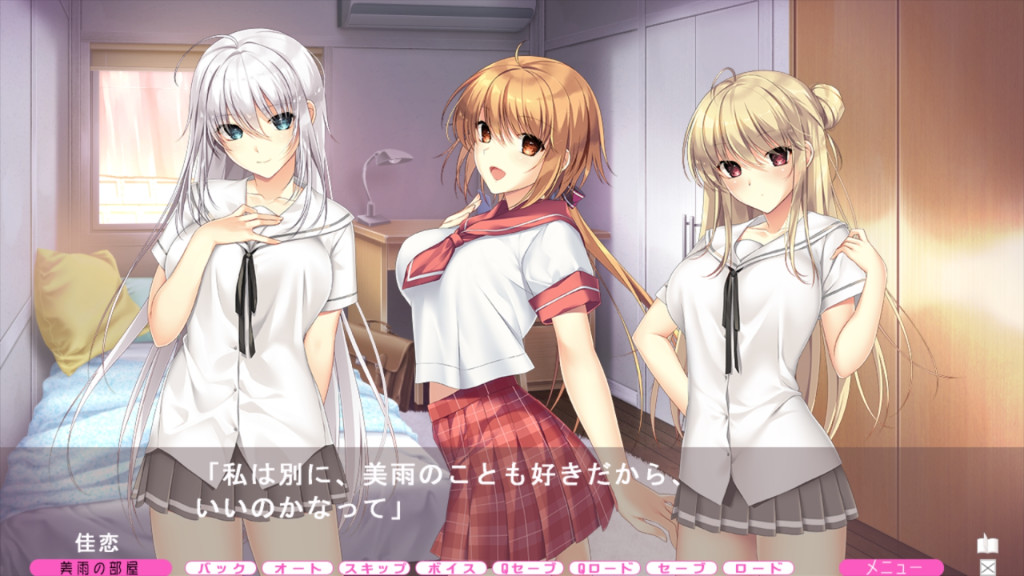 「私は別に、美雨のことも好きだから、
いいのかなって」
佳恋
美雨の部屋 バック オート スキップ ボイス Qセーブ Qロード セーブ ロード メニュー